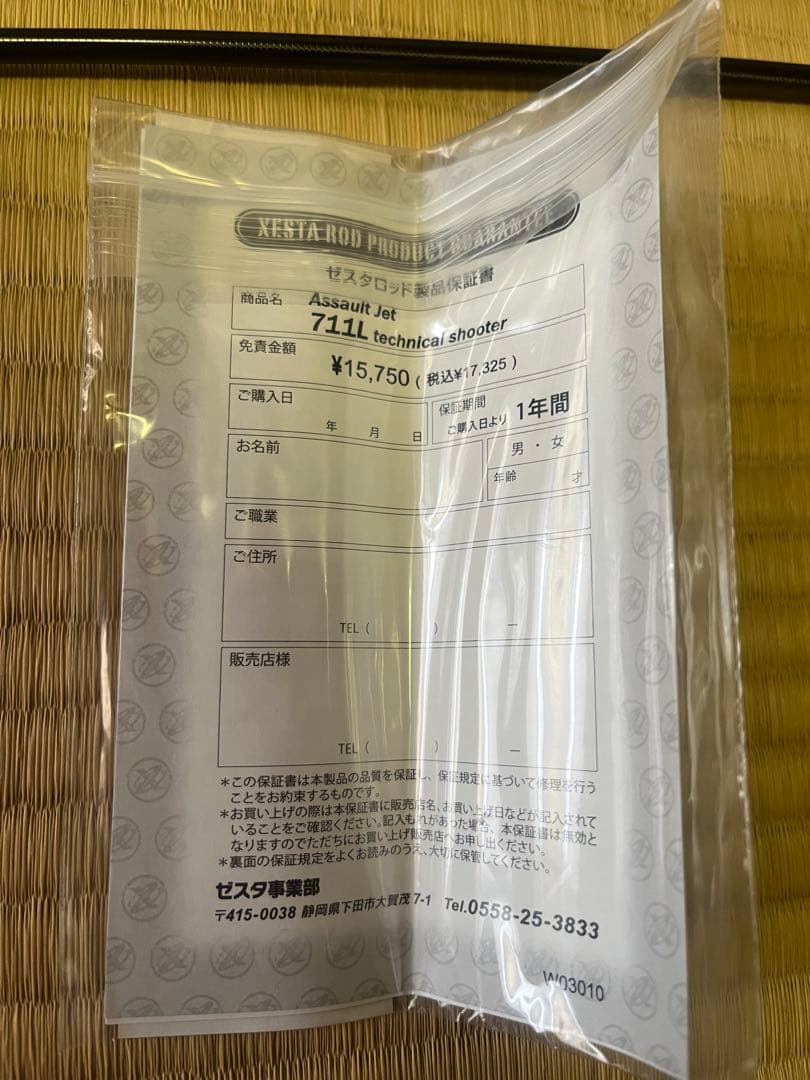 XESTA ROD PRODUCT GUARANTEE
ゼスタロッド製品保証書
商品名 Assault Jet
711L technical shooter
免責金額
¥15,750 ( 税込¥17,325 )
ご購入日
年 月 日
保証期間
ご購入日より 1年間
お名前
男 ・ 女
年齢 才
ご職業
ご住所
TEL ( ) ー
販売店様
TEL ( ) ー
＊この保証書は本製品の品質を保証し、保証規定に基づいて修理を行う
ことをお約束するものです。
＊お買い上げの際は本保証書に販売店名、お買い上げ日などが記入されて
いることをご確認ください。記入もれがあった場合、本保証書は無効と
なりますのでただちにお買い上げ販売店へお申し出ください。
＊裏面の保証規定をよくお読みのうえ、大切に保管してください。
ゼスタ事業部
〒415-0038 静岡県下田市大賀茂 7-1 Tel.0558-25-3833
W03010